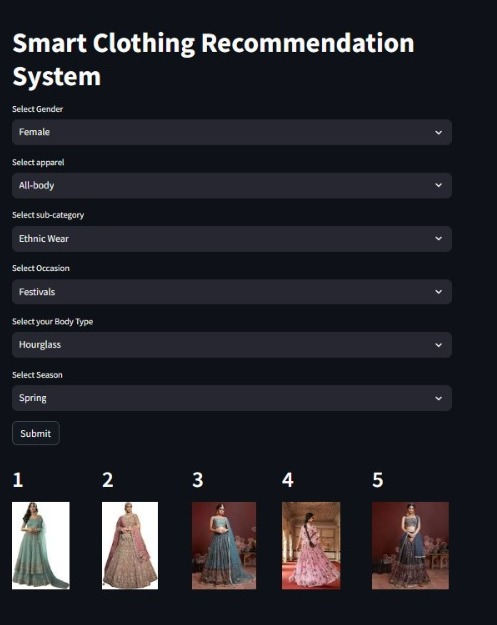 Smart Clothing Recommendation
System
Select Gender
Female
Select apparel
All-body
Select sub-category
Ethnic Wear
Select Occasion
Festivals
Select your Body Type
Hourglass
Select Season
Spring
Submit
1 2 3 4 5